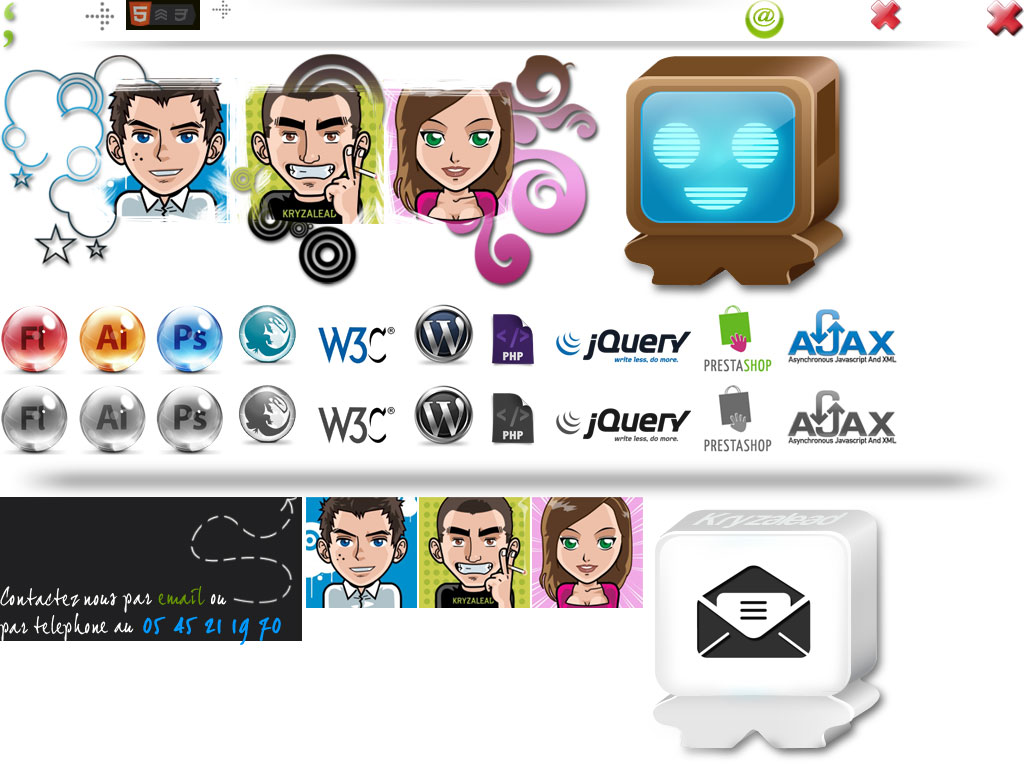 5
@
KRYZALEAD
Fl Ai Ps W3C® W PHP jQuery write less, do more. PRESTASHOP AJAX Asynchronous Javascript And XML
Fl Ai Ps W3C® W PHP jQuery write less, do more. PRESTASHOP AJAX Asynchronous Javascript And XML
Kryzalead
KRYZALEAD
Contactez nous par email ou
par telephone au 05 45 21 19 70